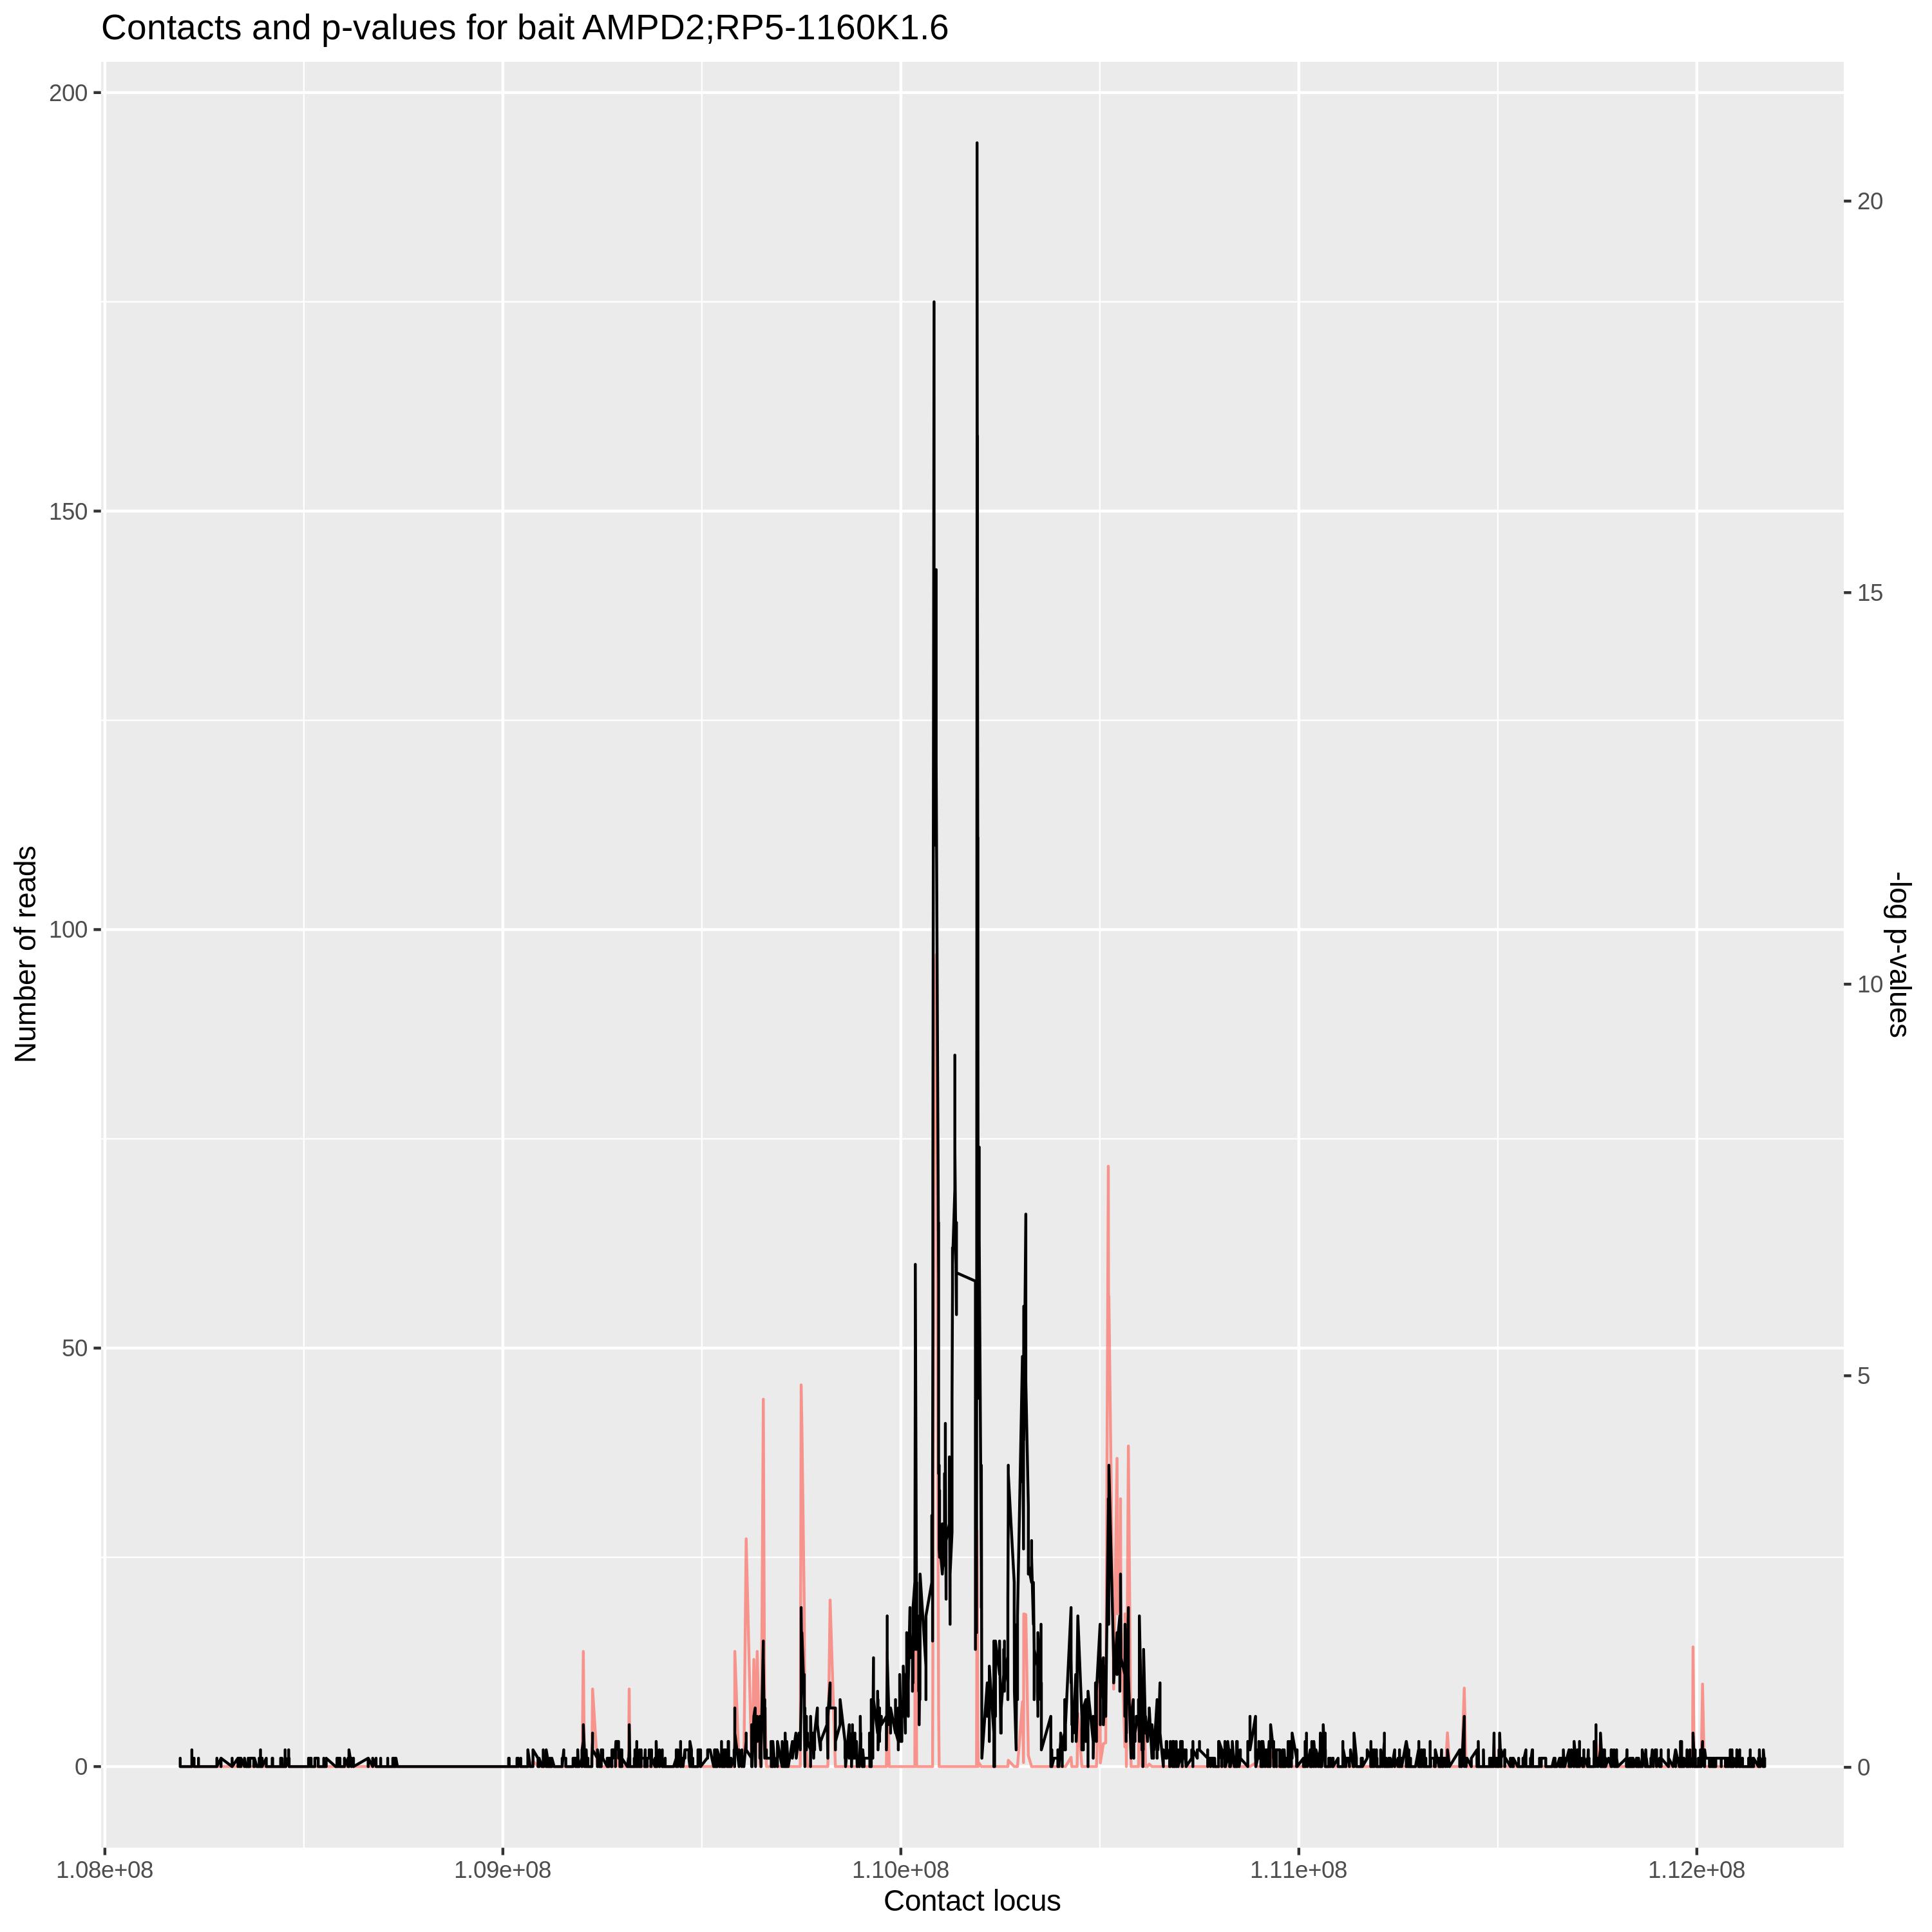 Contacts and p-values for bait AMPD2;RP5-1160K1.6
200
150
100
50
0
Number of reads
20
15
10
5
0
-log p-values
1.08e+08
1.09e+08
1.10e+08
1.11e+08
1.12e+08
Contact locus